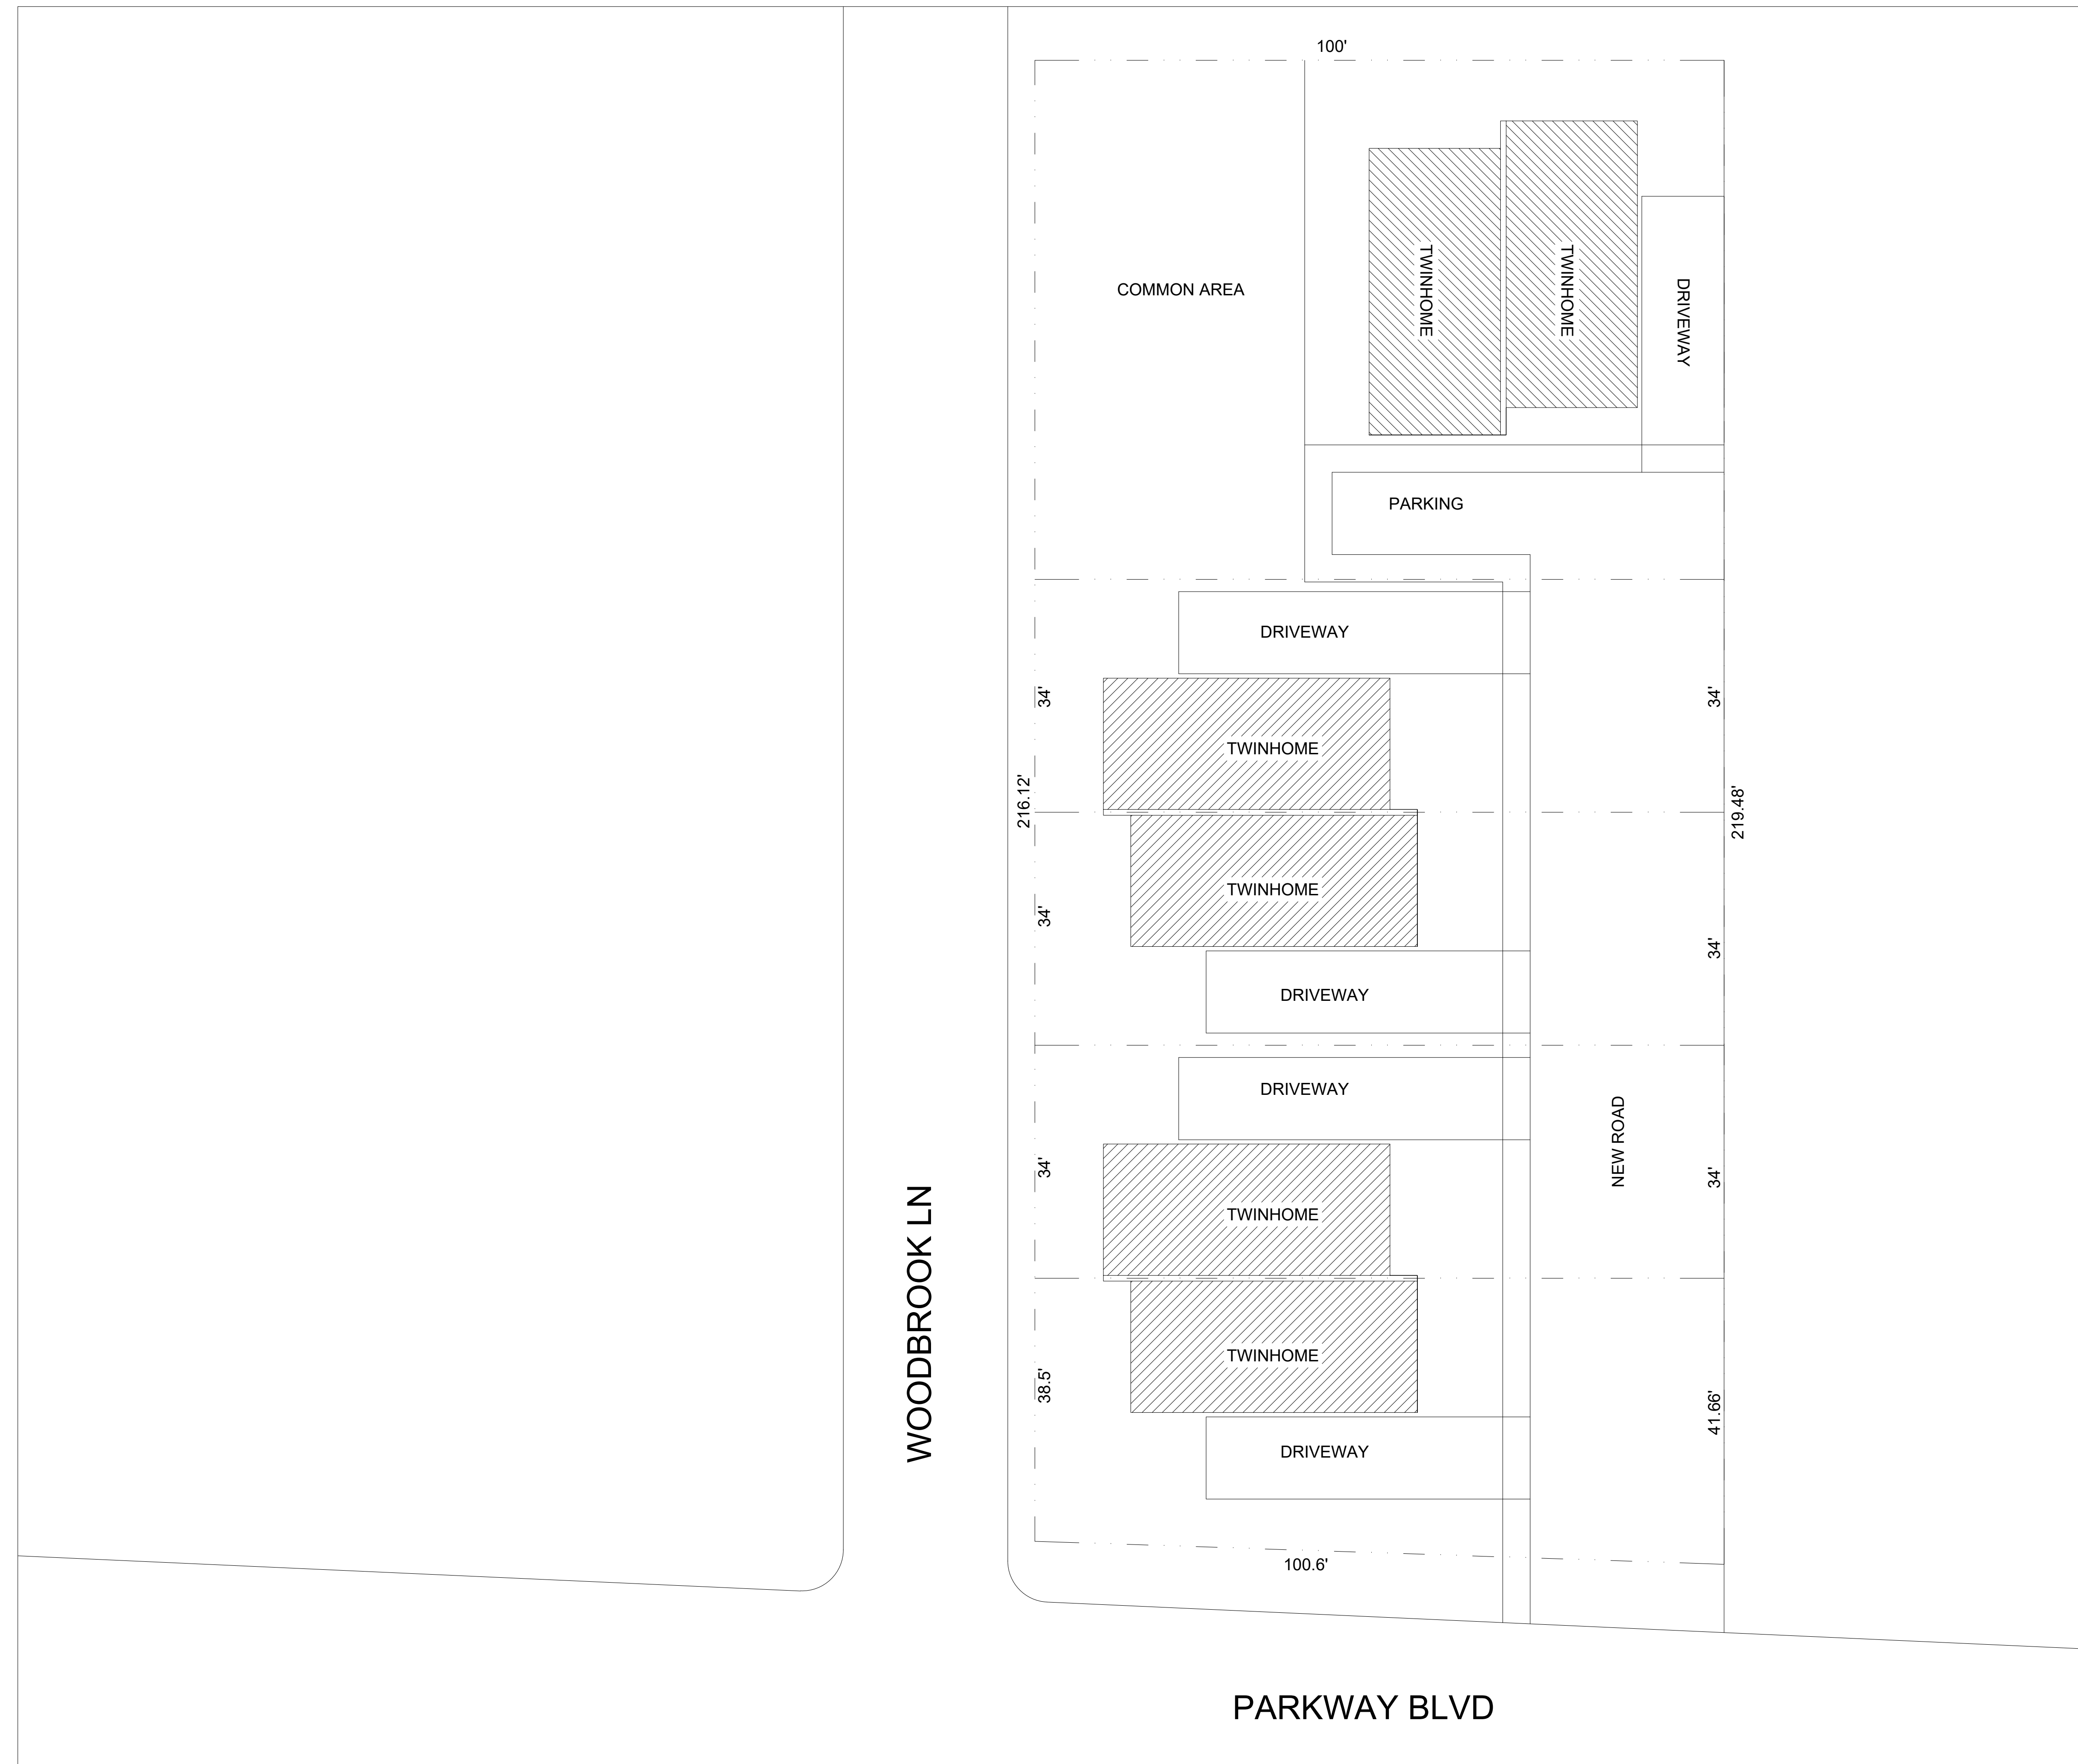 100'
TWINHOME
TWINHOME
DRIVEWAY
COMMON AREA
PARKING
DRIVEWAY
34'
34'
TWINHOME
216.12'
219.48'
TWINHOME
34'
34'
DRIVEWAY
DRIVEWAY
NEW ROAD
34'
34'
TWINHOME
WOODBROOK LN
TWINHOME
38.5'
41.66'
DRIVEWAY
100.6'
PARKWAY BLVD